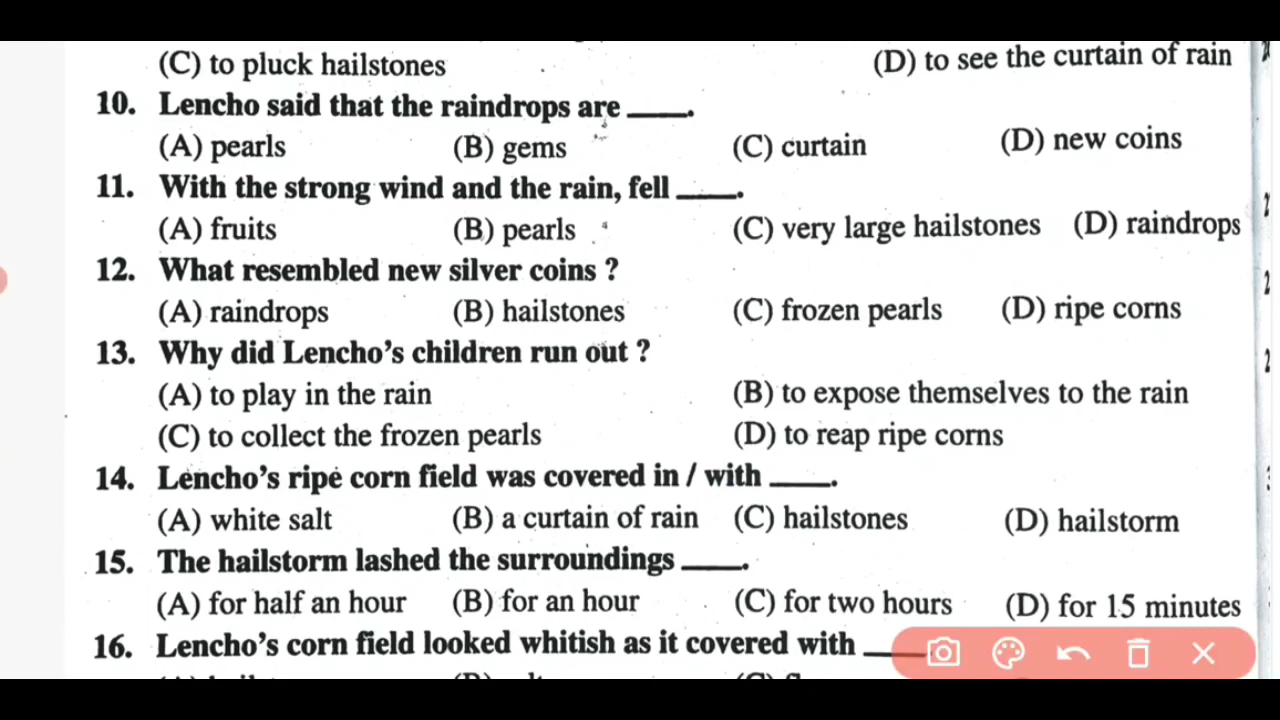 (C) to pluck hailstones (D) to see the curtain of rain
10. Lencho said that the raindrops are ____.
(A) pearls (B) gems (C) curtain (D) new coins
11. With the strong wind and the rain, fell ____.
(A) fruits (B) pearls (C) very large hailstones (D) raindrops
12. What resembled new silver coins ?
(A) raindrops (B) hailstones (C) frozen pearls (D) ripe corns
13. Why did Lencho's children run out ?
(A) to play in the rain (B) to expose themselves to the rain
(C) to collect the frozen pearls (D) to reap ripe corns
14. Lencho's ripe corn field was covered in / with ____.
(A) white salt (B) a curtain of rain (C) hailstones (D) hailstorm
15. The hailstorm lashed the surroundings ____.
(A) for half an hour (B) for an hour (C) for two hours (D) for 15 minutes
16. Lencho's corn field looked whitish as it covered with ____